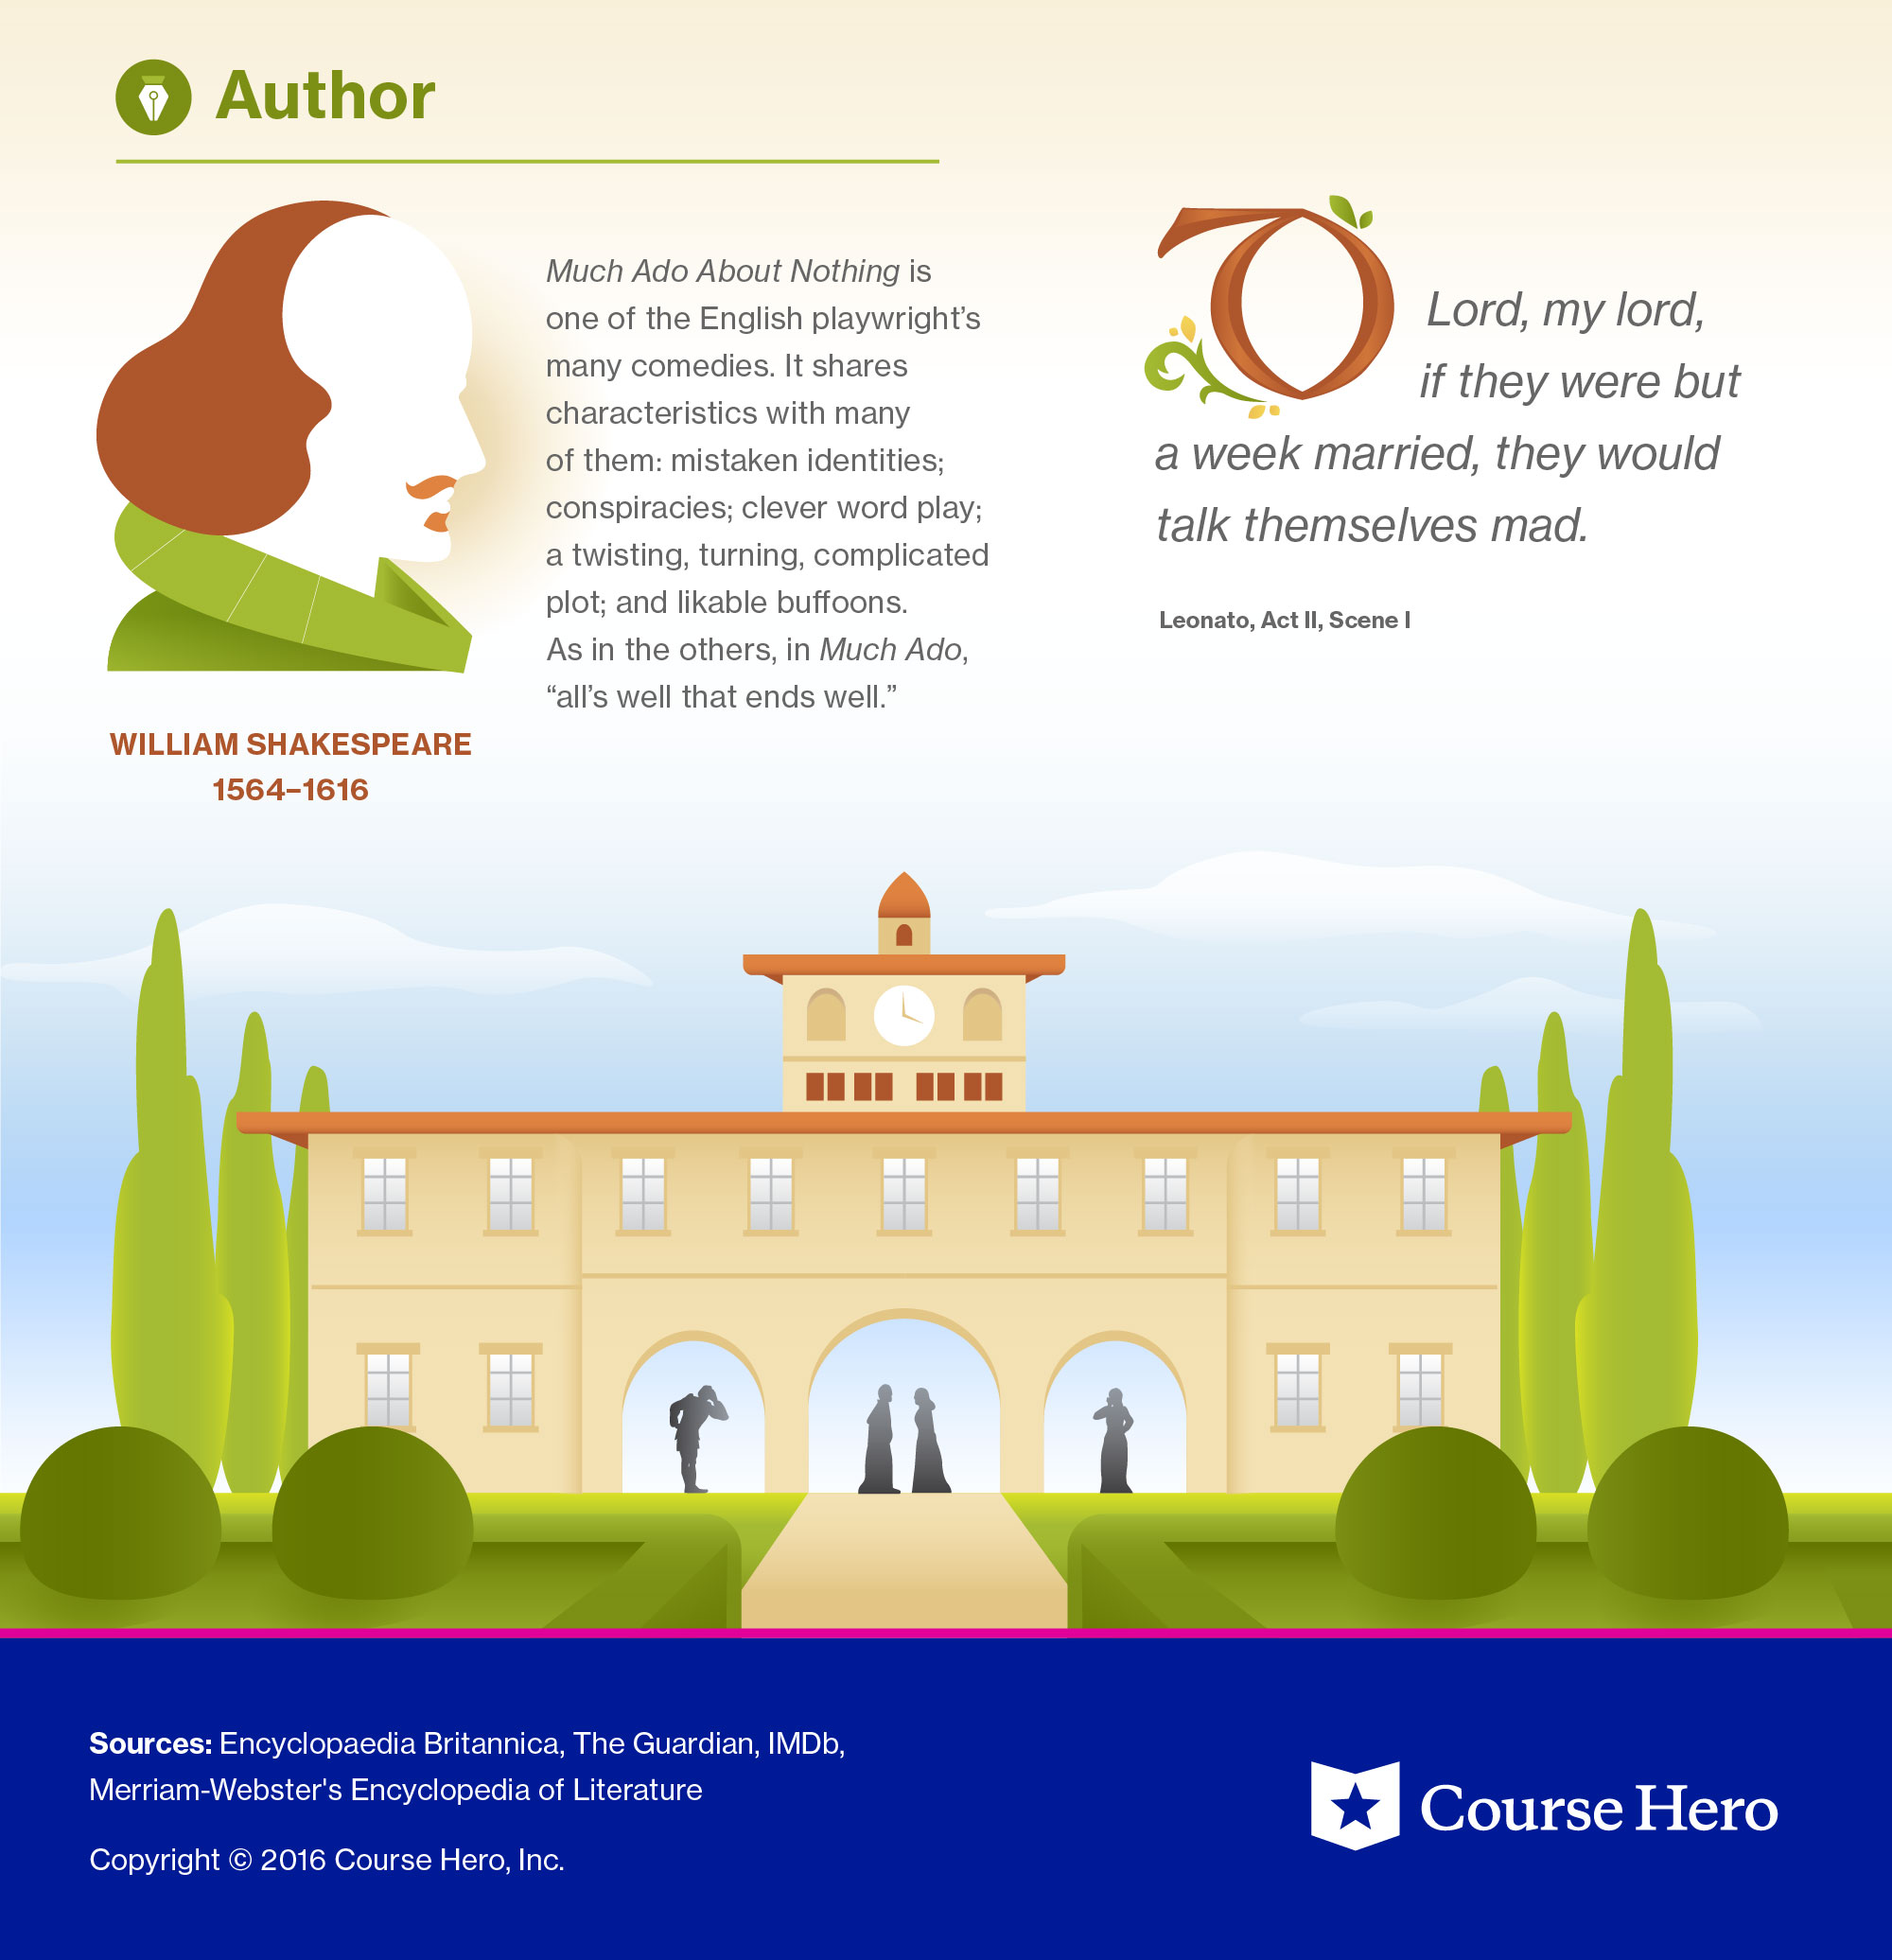 Author
Much Ado About Nothing is
one of the English playwright’s
many comedies. It shares
characteristics with many
of them: mistaken identities;
conspiracies; clever word play;
a twisting, turning, complicated
plot; and likable buffoons.
As in the others, in Much Ado,
“all’s well that ends well.”
WILLIAM SHAKESPEARE
1564–1616
O Lord, my lord,
if they were but
a week married, they would
talk themselves mad.
Leonato, Act II, Scene I
Sources: Encyclopaedia Britannica, The Guardian, IMDb,
Merriam-Webster's Encyclopedia of Literature
Copyright © 2016 Course Hero, Inc.
Course Hero